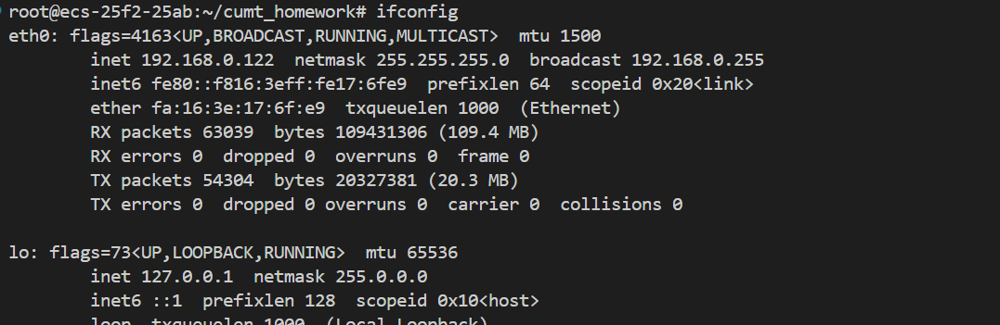 root@ecs-25f2-25ab:~/cumt_homework# ifconfig
eth0: flags=4163<UP,BROADCAST,RUNNING,MULTICAST>  mtu 1500
        inet 192.168.0.122  netmask 255.255.255.0  broadcast 192.168.0.255
        inet6 fe80::f816:3eff:fe17:6fe9  prefixlen 64  scopeid 0x20<link>
        ether fa:16:3e:17:6f:e9  txqueuelen 1000  (Ethernet)
        RX packets 63039  bytes 109431306 (109.4 MB)
        RX errors 0  dropped 0  overruns 0  frame 0
        TX packets 54304  bytes 20327381 (20.3 MB)
        TX errors 0  dropped 0 overruns 0  carrier 0  collisions 0

lo: flags=73<UP,LOOPBACK,RUNNING>  mtu 65536
        inet 127.0.0.1  netmask 255.0.0.0
        inet6 ::1  prefixlen 128  scopeid 0x10<host>
        loop  txqueuelen 1000  (Local Loopback)